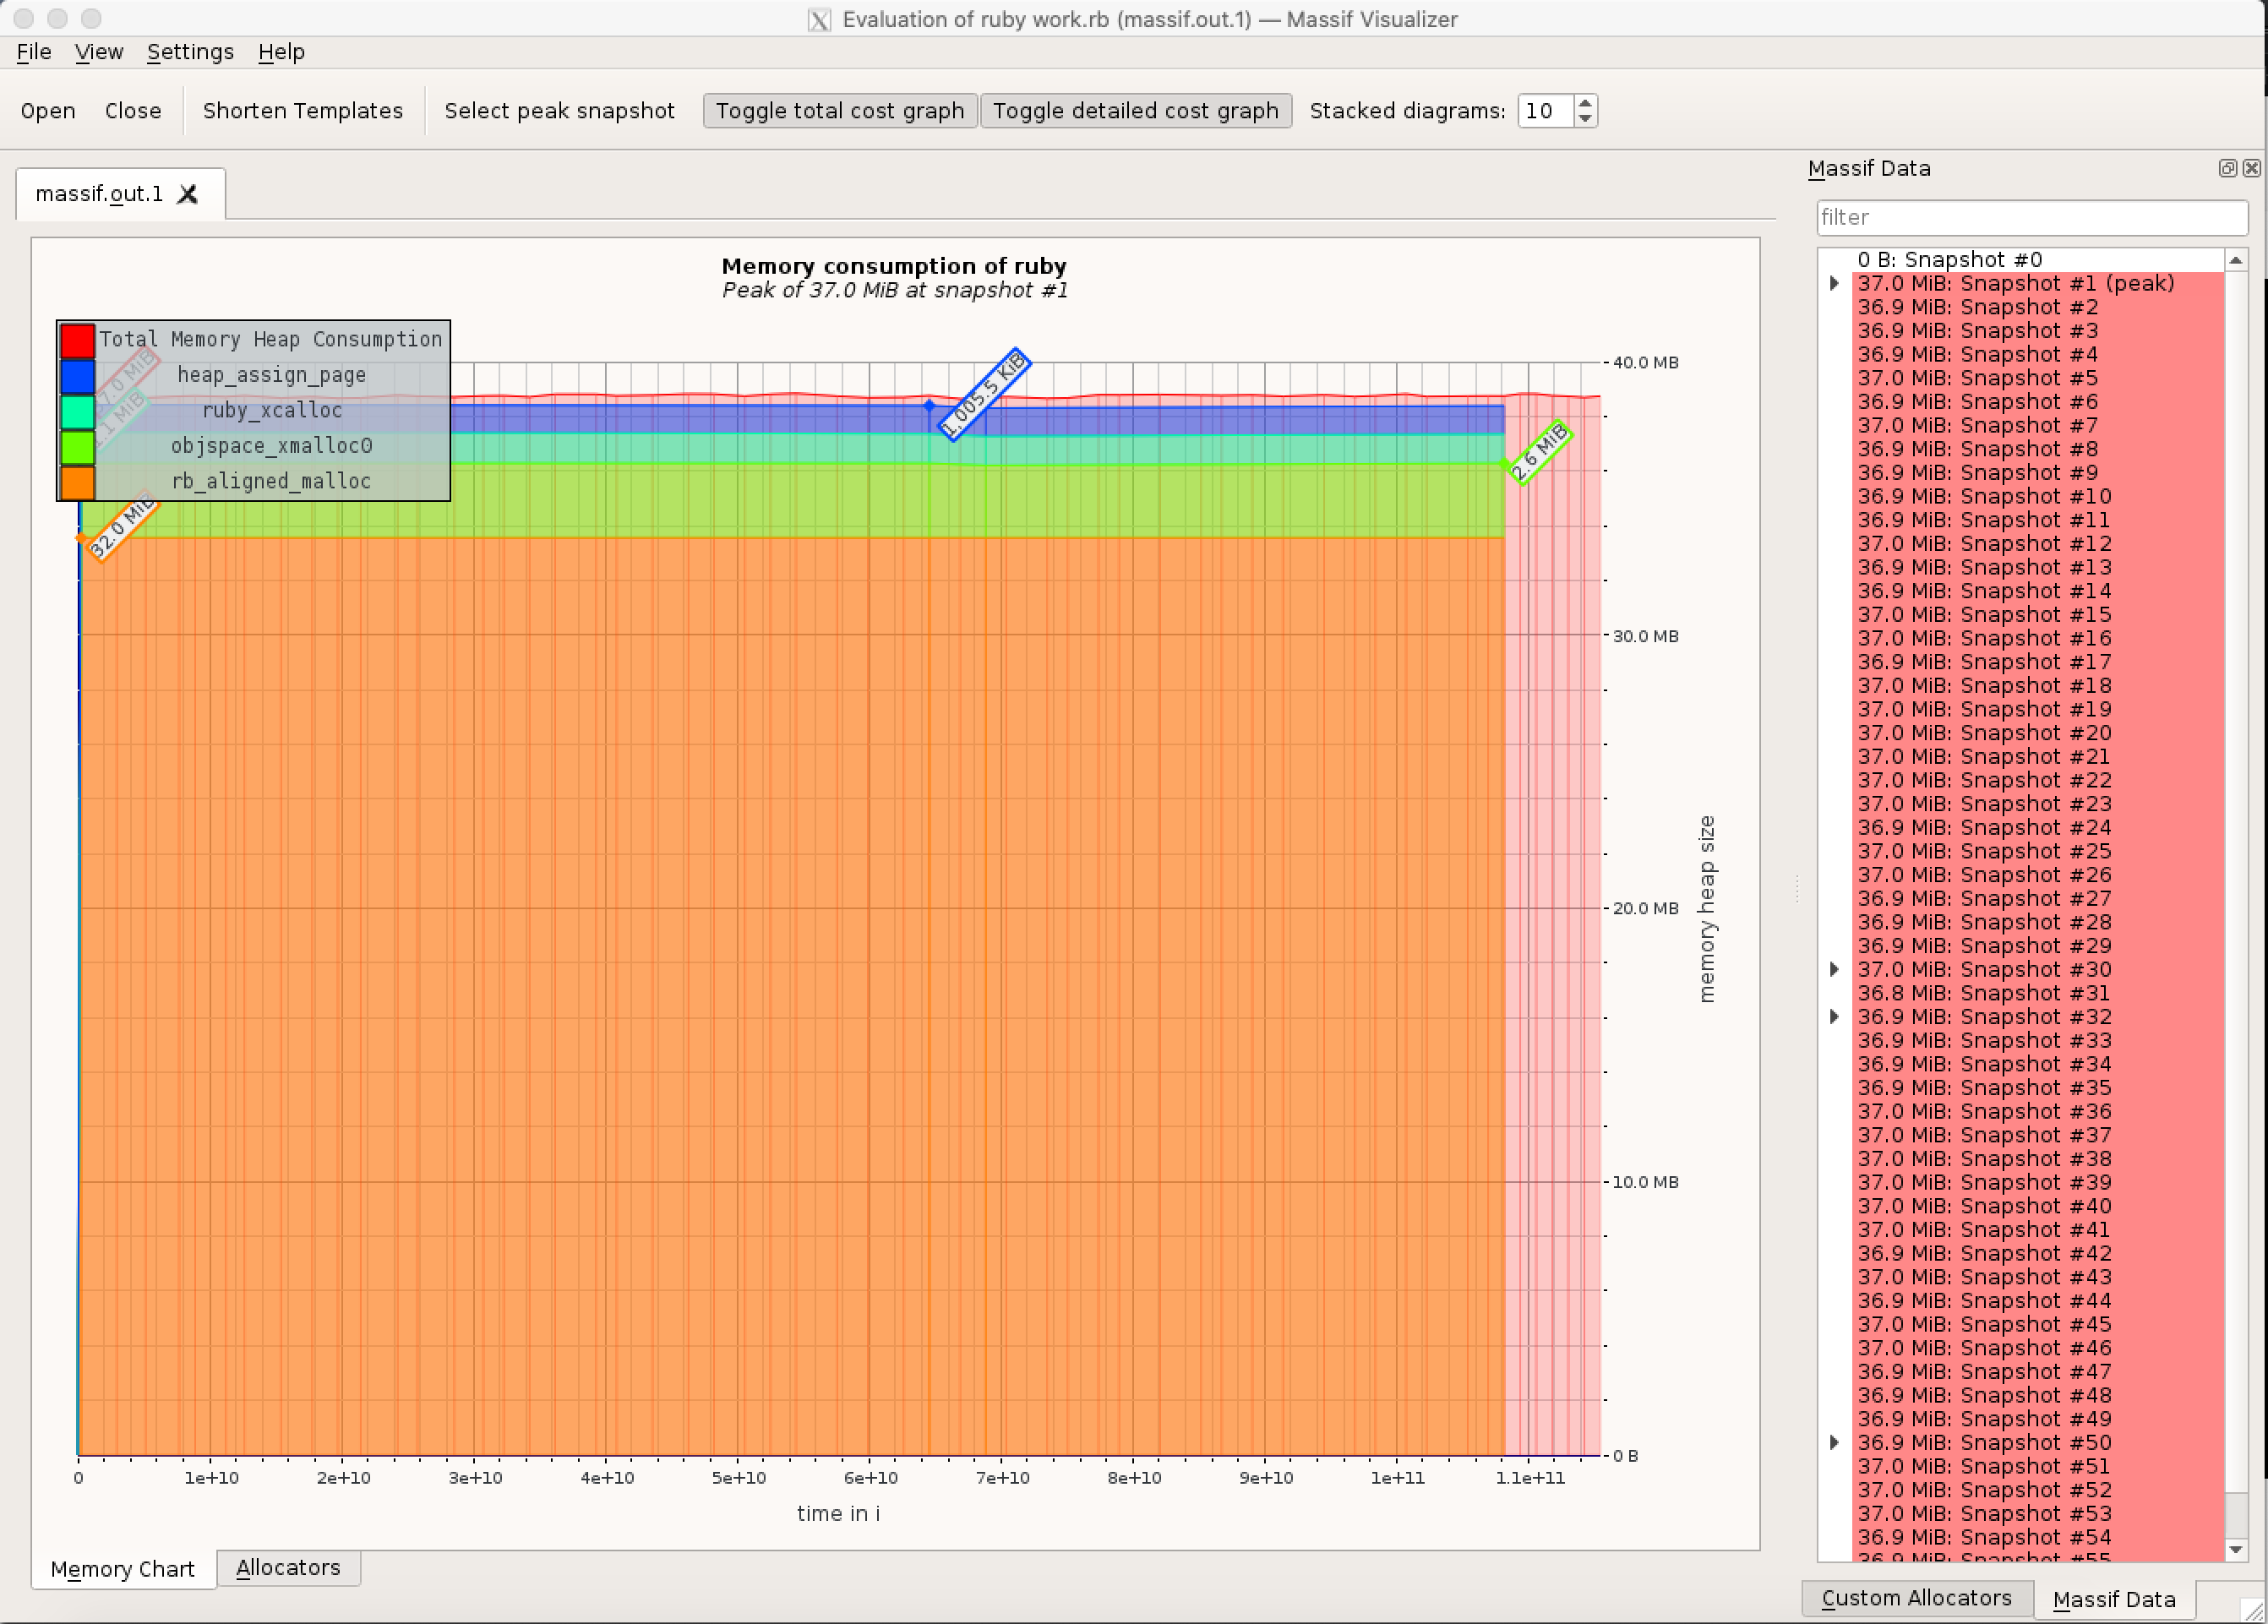 Evaluation of ruby work.rb (massif.out.1) — Massif Visualizer
File View Settings Help
Open Close Shorten Templates Select peak snapshot Toggle total cost graph Toggle detailed cost graph Stacked diagrams: 10
massif.out.1
Memory consumption of ruby
Peak of 37.0 MiB at snapshot #1
Total Memory Heap Consumption
heap_assign_page
ruby_xcalloc
objspace_xmalloc0
rb_aligned_malloc
1,005.5 KiB
2.6 MiB
32.0 MiB
40.0 MB
30.0 MB
20.0 MB
10.0 MB
0 B
memory heap size
0 1e+10 2e+10 3e+10 4e+10 5e+10 6e+10 7e+10 8e+10 9e+10 1e+11 1.1e+11
time in i
Memory Chart Allocators
Massif Data
filter
0 B: Snapshot #0
37.0 MiB: Snapshot #1 (peak)
36.9 MiB: Snapshot #2
36.9 MiB: Snapshot #3
36.9 MiB: Snapshot #4
37.0 MiB: Snapshot #5
36.9 MiB: Snapshot #6
37.0 MiB: Snapshot #7
36.9 MiB: Snapshot #8
36.9 MiB: Snapshot #9
36.9 MiB: Snapshot #10
36.9 MiB: Snapshot #11
37.0 MiB: Snapshot #12
36.9 MiB: Snapshot #13
36.9 MiB: Snapshot #14
37.0 MiB: Snapshot #15
37.0 MiB: Snapshot #16
36.9 MiB: Snapshot #17
37.0 MiB: Snapshot #18
37.0 MiB: Snapshot #19
37.0 MiB: Snapshot #20
37.0 MiB: Snapshot #21
37.0 MiB: Snapshot #22
37.0 MiB: Snapshot #23
36.9 MiB: Snapshot #24
37.0 MiB: Snapshot #25
37.0 MiB: Snapshot #26
36.9 MiB: Snapshot #27
36.9 MiB: Snapshot #28
36.9 MiB: Snapshot #29
37.0 MiB: Snapshot #30
36.8 MiB: Snapshot #31
36.9 MiB: Snapshot #32
36.9 MiB: Snapshot #33
36.9 MiB: Snapshot #34
36.9 MiB: Snapshot #35
37.0 MiB: Snapshot #36
37.0 MiB: Snapshot #37
37.0 MiB: Snapshot #38
37.0 MiB: Snapshot #39
37.0 MiB: Snapshot #40
37.0 MiB: Snapshot #41
36.9 MiB: Snapshot #42
37.0 MiB: Snapshot #43
36.9 MiB: Snapshot #44
37.0 MiB: Snapshot #45
37.0 MiB: Snapshot #46
36.9 MiB: Snapshot #47
36.9 MiB: Snapshot #48
36.9 MiB: Snapshot #49
36.9 MiB: Snapshot #50
37.0 MiB: Snapshot #51
37.0 MiB: Snapshot #52
37.0 MiB: Snapshot #53
36.9 MiB: Snapshot #54
36.9 MiB: Snapshot #55
Custom Allocators Massif Data